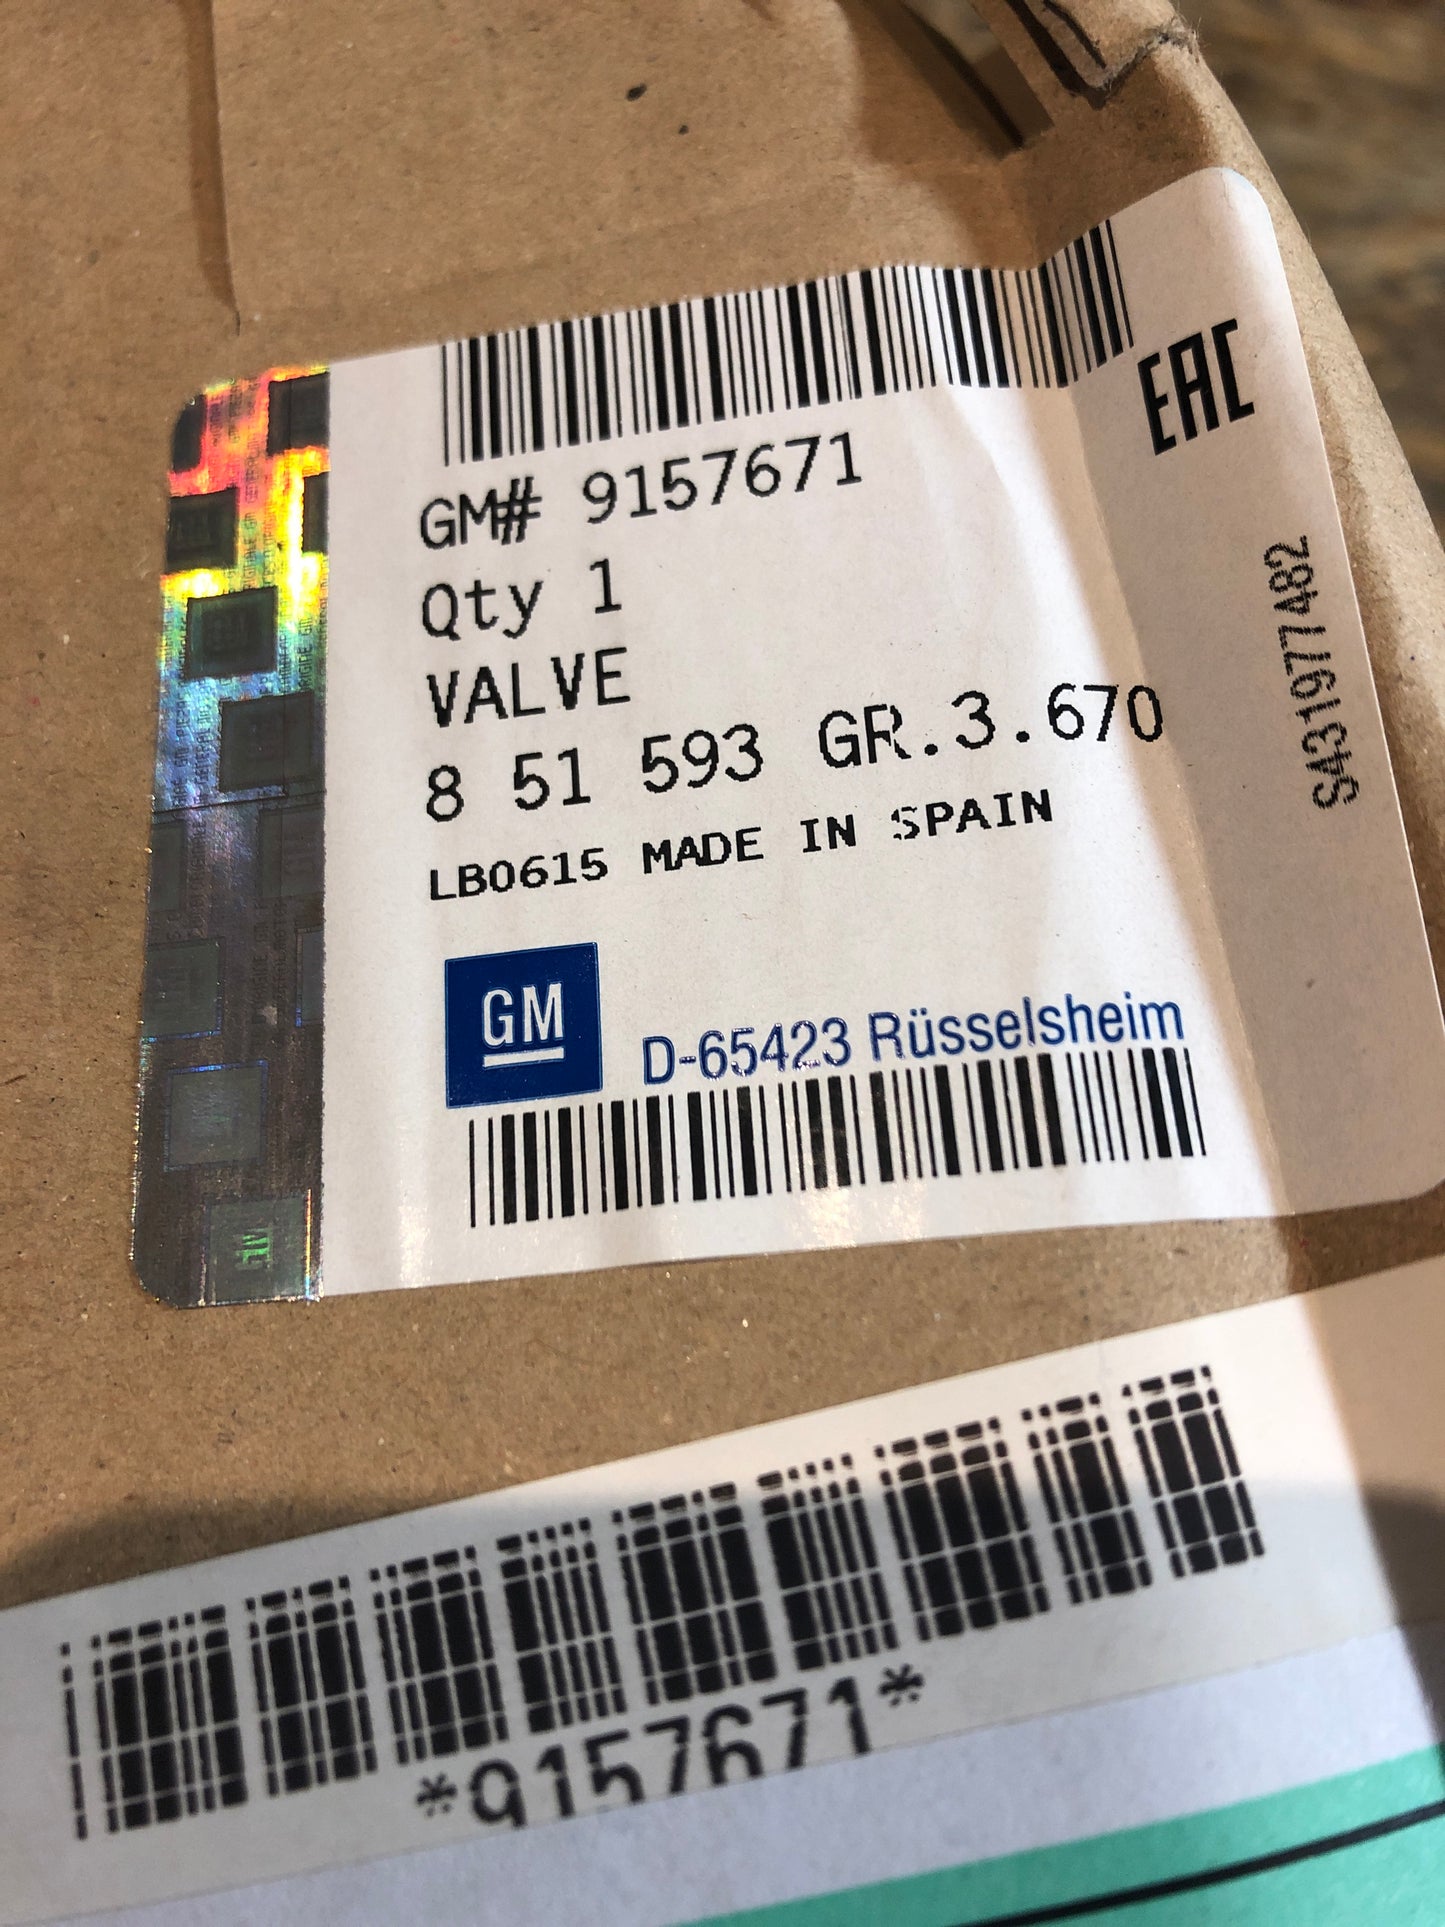 EAC
GM# 9157671
Qty 1
VALVE
8 51 593 GR.3.670
LB0615 MADE IN SPAIN
S431977482
GM
D-65423 Rüsselsheim
*9157671*